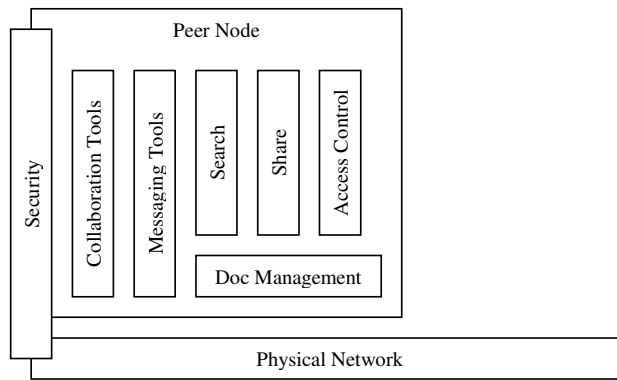 Peer Node
Security
Collaboration Tools
Messaging Tools
Search
Share
Access Control
Doc Management
Physical Network